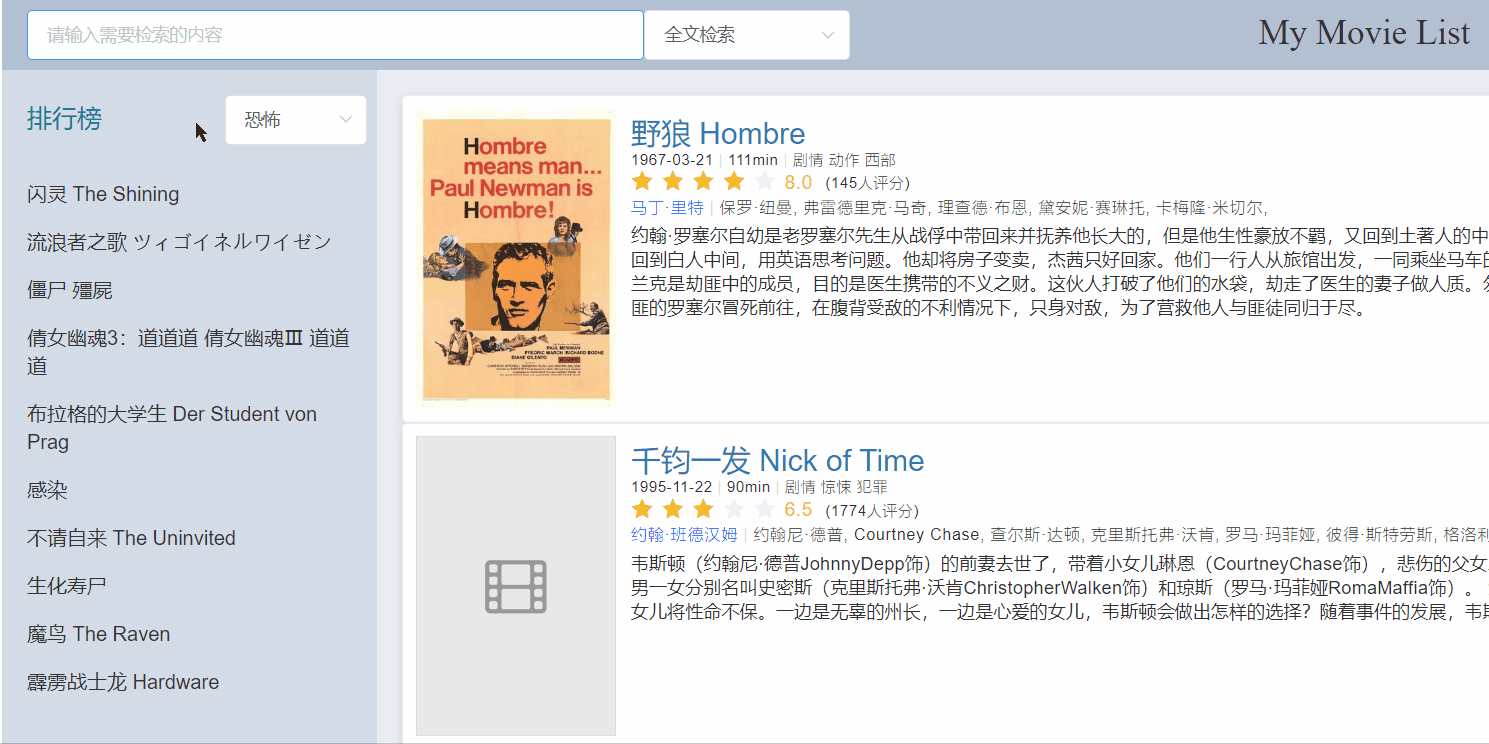 请输入需要检索的内容
全文检索
My Movie List
排行榜
恐怖
闪灵 The Shining
流浪者之歌 ツィゴイネルワイゼン
僵尸 殭屍
倩女幽魂3：道道道 倩女幽魂Ⅲ 道道
道
布拉格的大学生 Der Student von
Prag
感染
不请自来 The Uninvited
生化寿尸
魔鸟 The Raven
霹雳战士龙 Hardware
Hombre
means man...
Paul Newman is
Hombre!
野狼 Hombre
1967-03-21 | 111min | 剧情 动作 西部
8.0 (145人评分)
马丁·里特 | 保罗·纽曼, 弗雷德里克·马奇, 理查德·布恩, 黛安妮·赛琳托, 卡梅隆·米切尔,
约翰·罗塞尔自幼是老罗塞尔先生从战俘中带回来并抚养他长大的，但是他生性豪放不羁，又回到土著人的中
回到白人中间，用英语思考问题。他却将房子变卖，杰茜只好回家。他们一行人从旅馆出发，一同乘坐马车的
兰克是劫匪中的成员，目的是医生携带的不义之财。这伙人打破了他们的水袋，劫走了医生的妻子做人质。
匪的罗塞尔冒死前往，在腹背受敌的不利情况下，只身对敌，为了营救他人与匪徒同归于尽。
千钧一发 Nick of Time
1995-11-22 | 90min | 剧情 惊悚 犯罪
6.5 (1774人评分)
约翰·班德汉姆 | 约翰尼·德普, Courtney Chase, 查尔斯·达顿, 克里斯托弗·沃肯, 罗马·玛菲娅, 彼得·斯特劳斯, 格洛利
韦斯顿（约翰尼·德普JohnnyDepp饰）的前妻去世了，带着小女儿琳恩（CourtneyChase饰），悲伤的父女
男一女分别名叫史密斯（克里斯托弗·沃肯ChristopherWalken饰）和琼斯（罗马·玛菲娅RomaMaffia饰）。
女儿将性命不保。一边是无辜的州长，一边是心爱的女儿，韦斯顿会做出怎样的选择？随着事件的发展，韦斯